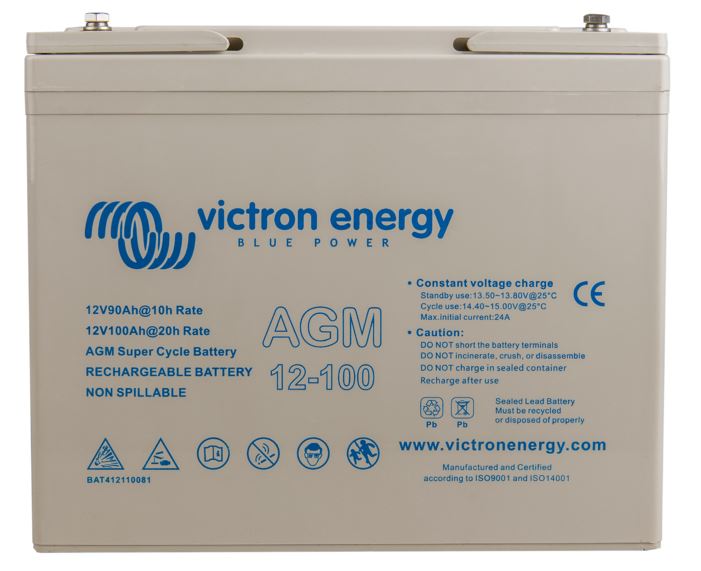 victron energy
BLUE POWER
12V90Ah@10h Rate
12V100Ah@20h Rate
AGM Super Cycle Battery
RECHARGEABLE BATTERY
NON SPILLABLE
AGM
12-100
• Constant voltage charge
Standby use:13.50~13.80V@25°C
Cycle use:14.40~15.00V@25°C
Max.initial current:24A
CE
• Caution:
DO NOT short the battery terminals
DO NOT incinerate, crush, or disassemble
DO NOT charge in sealed container
Recharge after use
Pb
Pb
Sealed Lead Battery
Must be recycled
or disposed of properly
BAT412110081
www.victronenergy.com
Manufactured and Certified
according to ISO9001 and ISO14001